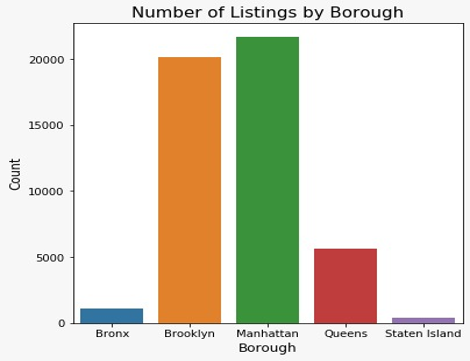 Number of Listings by Borough
Count
20000
15000
10000
5000
0
Bronx Brooklyn Manhattan Queens Staten Island
Borough